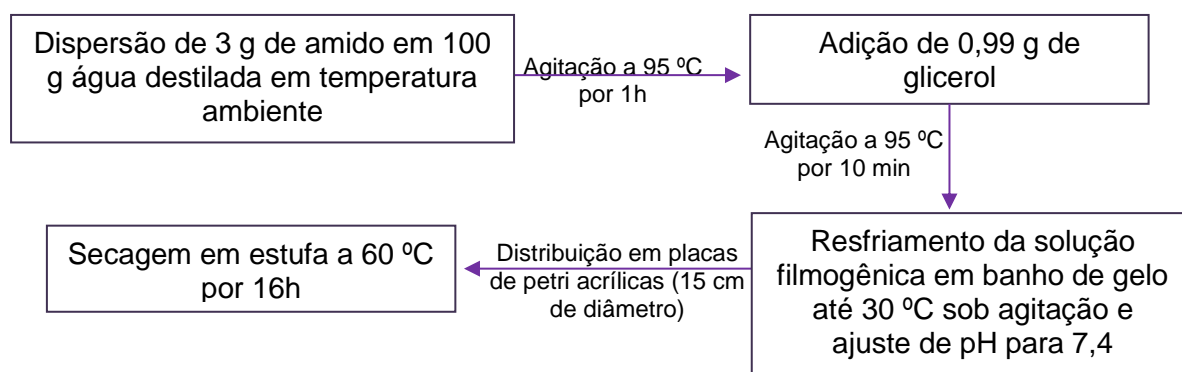 Dispersão de 3 g de amido em 100
g água destilada em temperatura
ambiente
Agitação a 95 ºC
por 1h
Adição de 0,99 g de
glicerol
Agitação a 95 ºC
por 10 min
Resfriamento da solução
filmogênica em banho de gelo
até 30 ºC sob agitação e
ajuste de pH para 7,4
Distribuição em placas
de petri acrílicas (15 cm
de diâmetro)
Secagem em estufa a 60 ºC
por 16h